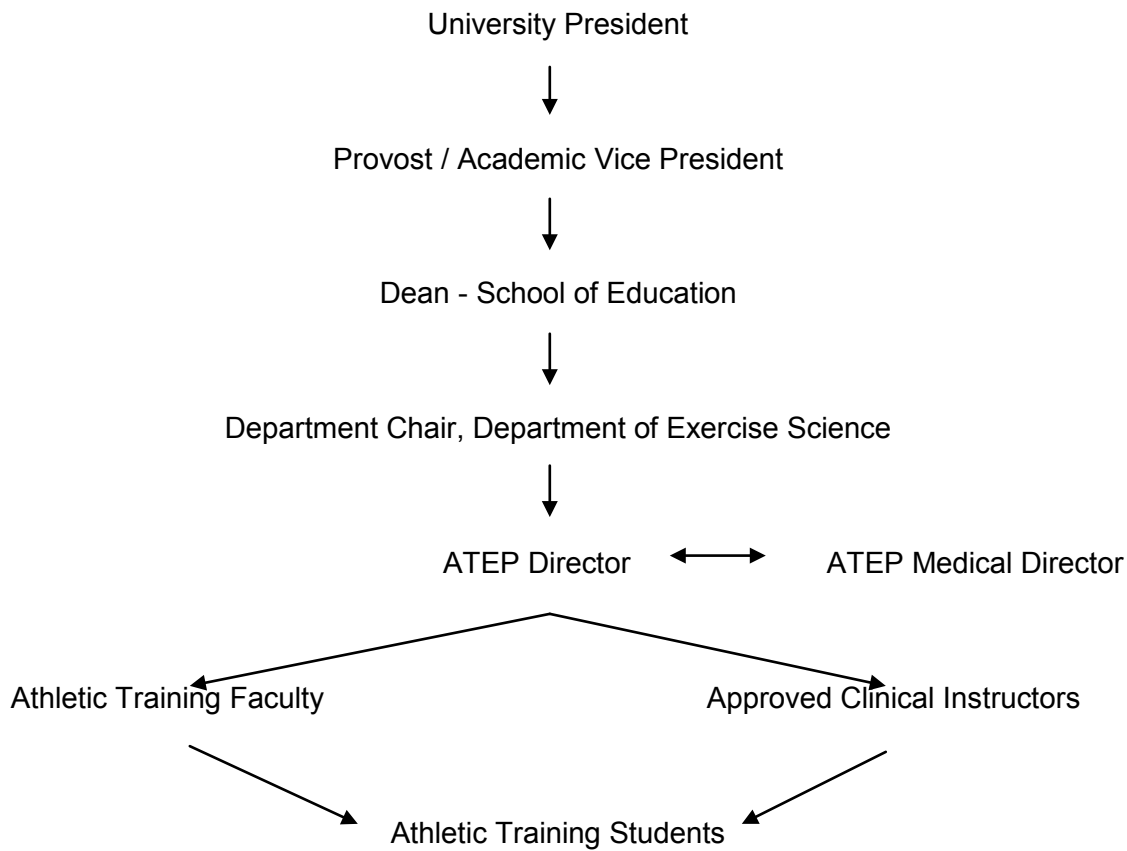 University President
Provost / Academic Vice President
Dean - School of Education
Department Chair, Department of Exercise Science
ATEP Director
ATEP Medical Director
Athletic Training Faculty
Approved Clinical Instructors
Athletic Training Students